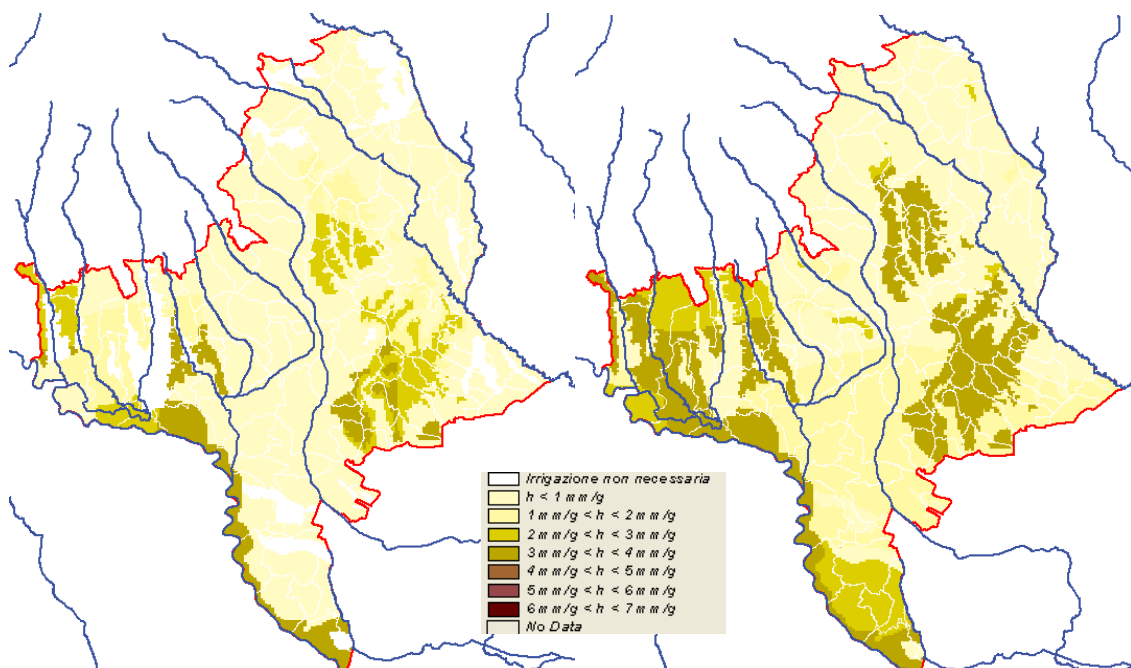 Irrigazione non necessaria
h < 1 mm/g
1 mm/g < h < 2 mm/g
2 mm/g < h < 3 mm/g
3 mm/g < h < 4 mm/g
4 mm/g < h < 5 mm/g
5 mm/g < h < 6 mm/g
6 mm/g < h < 7 mm/g
No Data